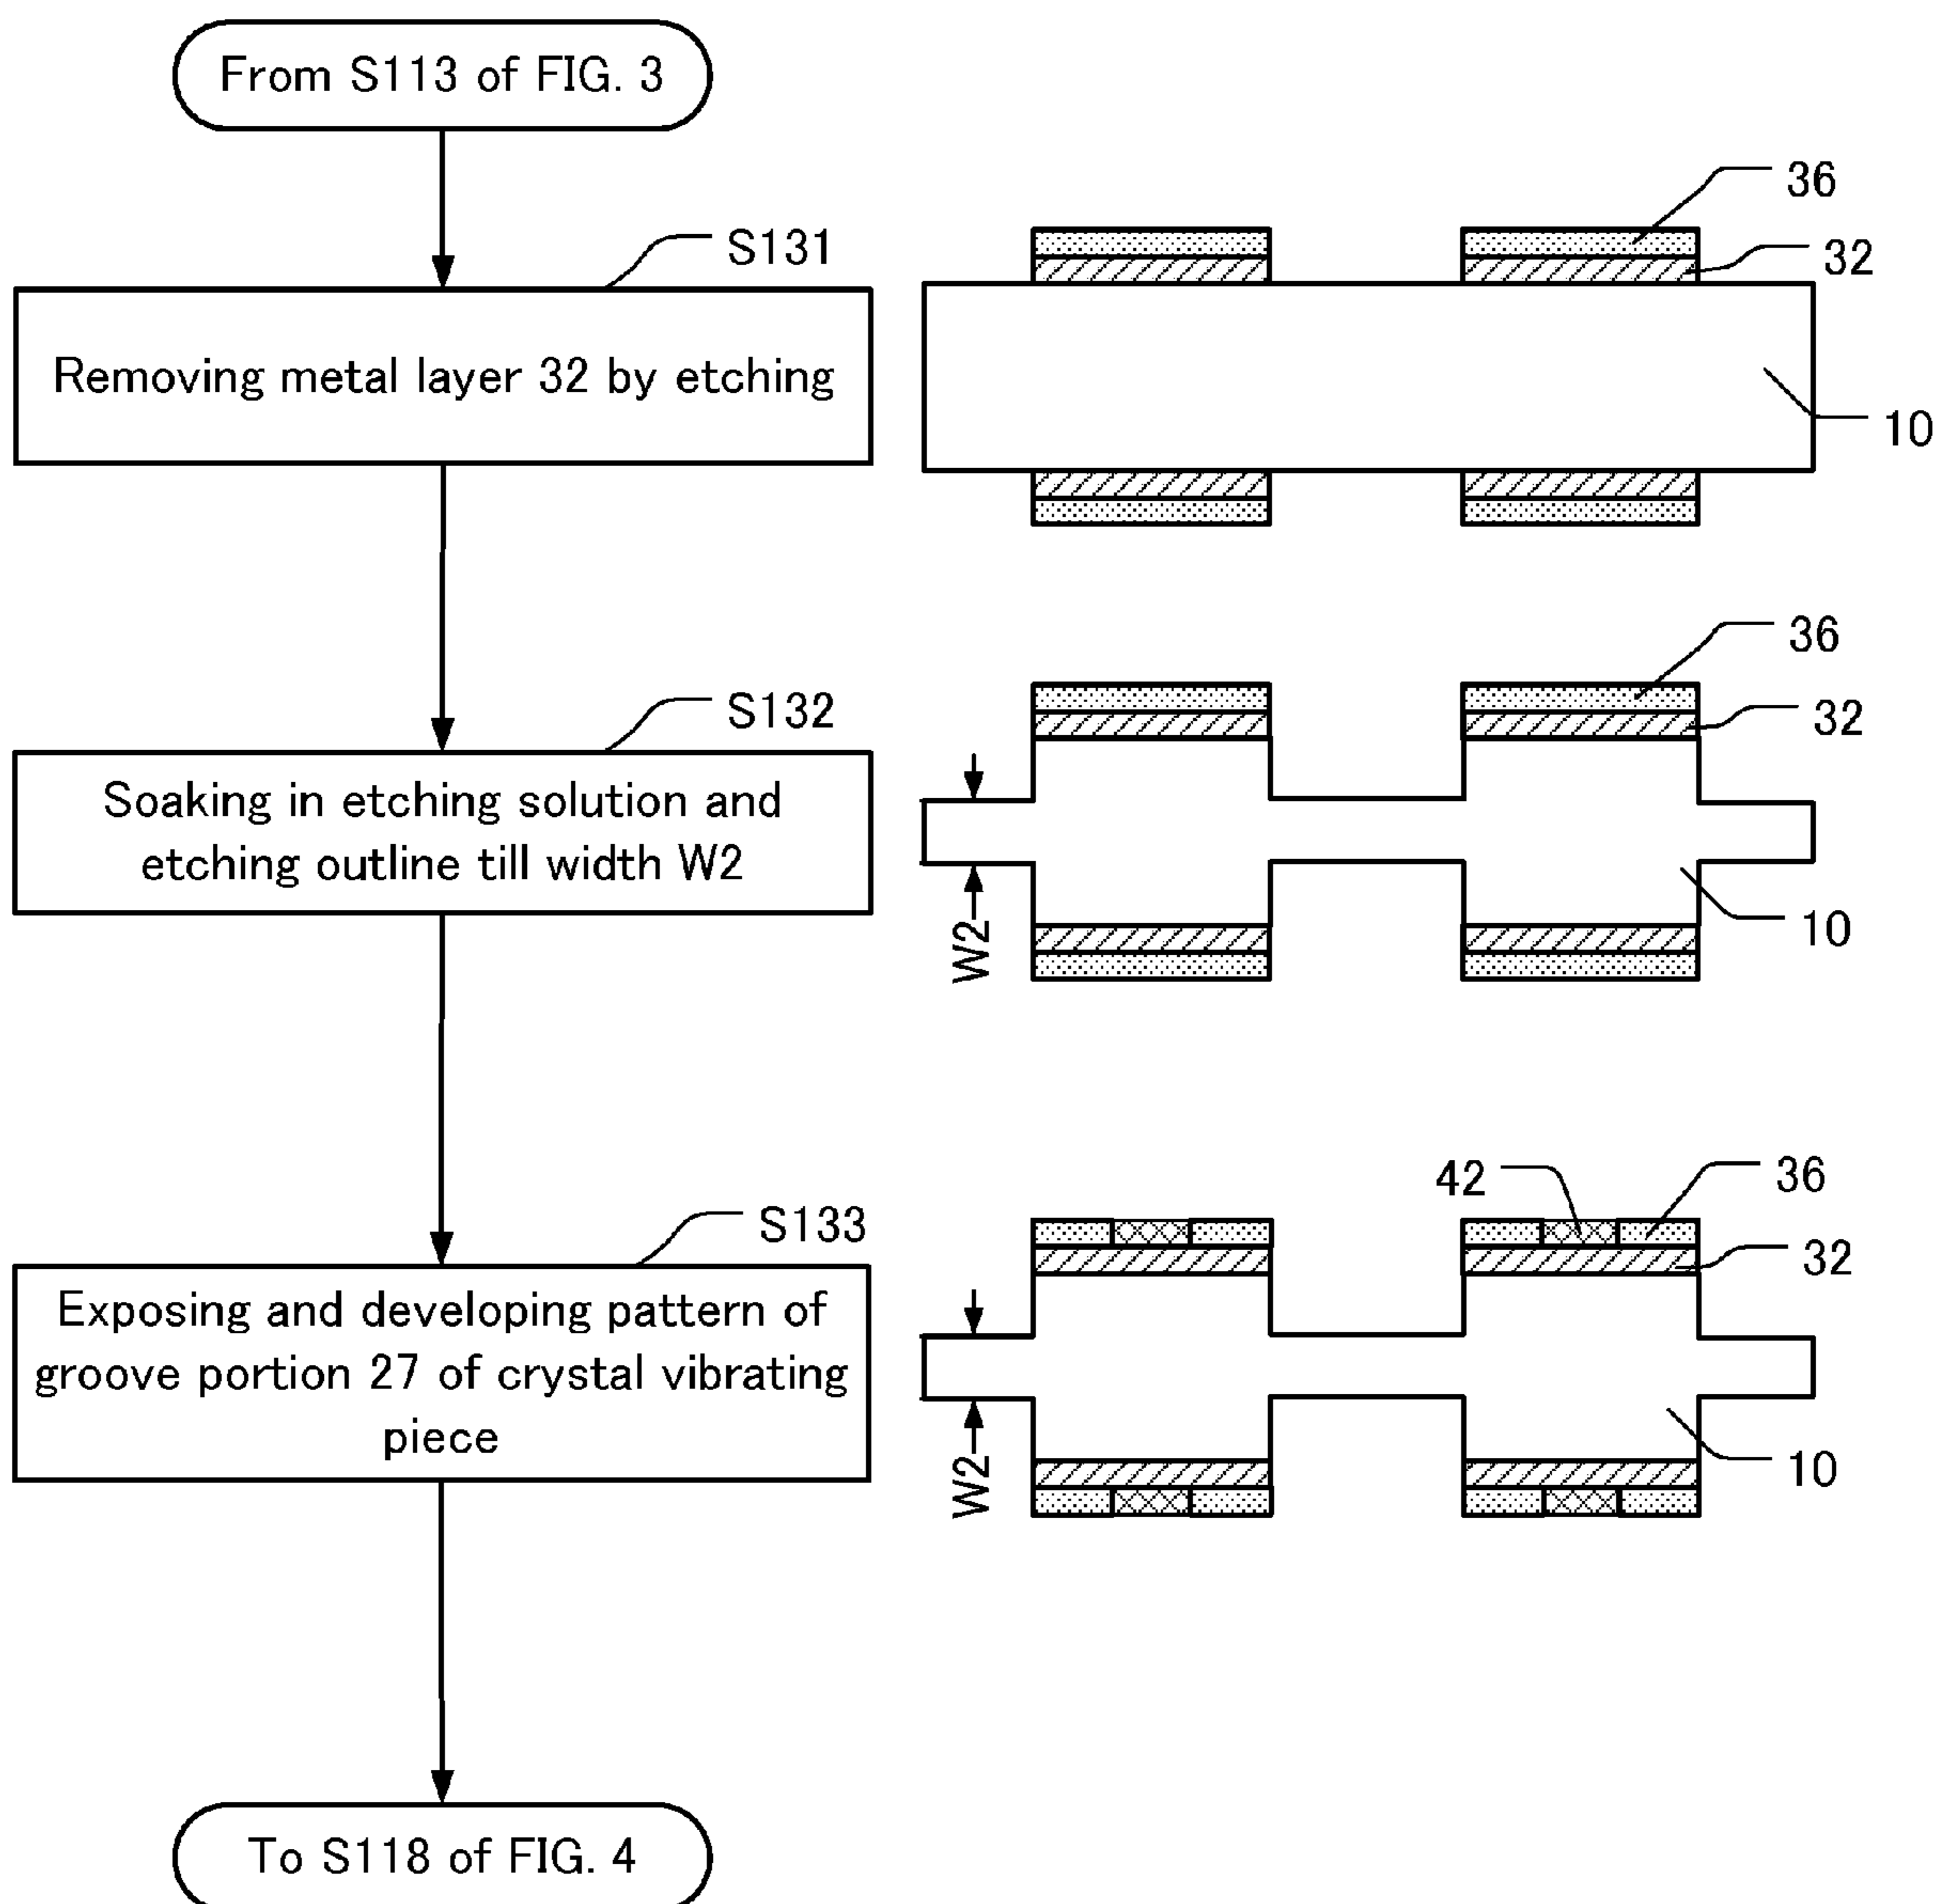 From S113 of FIG. 3
36
S131
32
Removing metal layer 32 by etching
10
36
S132
32
Soaking in etching solution and
etching outline till width W2
10
W2
42
36
S133
32
Exposing and developing pattern of
groove portion 27 of crystal vibrating
piece
10
W2
To S118 of FIG. 4